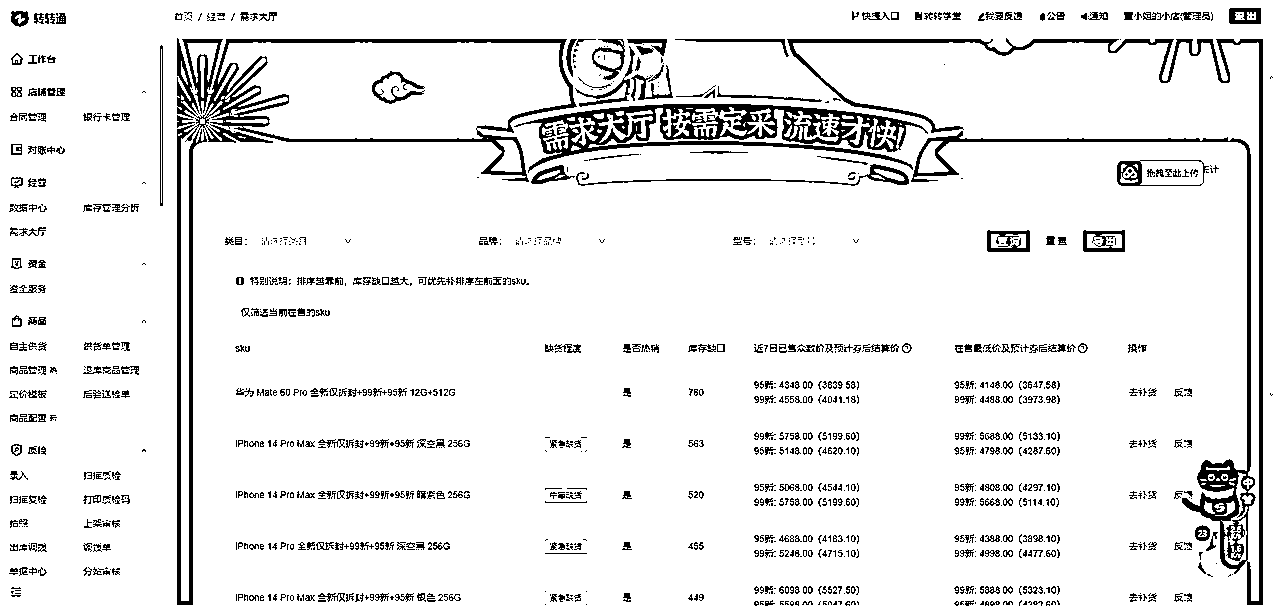 转转通
首页 / 经营 / 需求大厅
快捷入口 转转学堂 我要反馈 公告 通知 董小姐的小店(管理员) 退出
工作台
店铺管理
合同管理 银行卡管理
对账中心
经营
数据中心 库存管理分析
需求大厅
资金
资金服务
商品
自主供货 供货单管理
商品管理 退库商品管理
定价模板 后验送检单
商品配置
质检
录入 扫描质检
扫描复检 打印质检码
拍照 上架审核
出库调拨 调拨单
单据中心 分站审核
需求大厅 按需定采 流速才快!
拖拽至此上传
类目: 请选择类目 品牌: 请选择品牌 型号: 请选择型号 查询 重置 导出
特别说明: 排序越靠前, 库存缺口越大, 可优先补排序在前面的sku。
仅筛选当前在售的sku
sku 缺货程度 是否热销 库存缺口 近7日已售众数价及预计券后结算价 在售最低价及预计券后结算价 操作
华为 Mate 60 Pro 全新仅拆封+99新+95新 12G+512G 是 760 95新: 4348.00 (3839.58) 95新: 4148.00 (3647.58) 去补货 反馈
99新: 4558.00 (4041.18) 99新: 4488.00 (3973.98)
iPhone 14 Pro Max 全新仅拆封+99新+95新 深空黑 256G 紧急缺货 是 563 99新: 5758.00 (5199.60) 99新: 5688.00 (5133.10) 去补货 反馈
95新: 5148.00 (4620.10) 95新: 4798.00 (4287.60)
iPhone 14 Pro Max 全新仅拆封+99新+95新 暗紫色 256G 严重缺货 是 520 95新: 5068.00 (4544.10) 95新: 4808.00 (4297.10) 去补货
99新: 5758.00 (5199.60) 99新: 5668.00 (5114.10)
iPhone 14 Pro 全新仅拆封+99新+95新 深空黑 256G 紧急缺货 是 455 95新: 4688.00 (4183.10) 95新: 4388.00 (3898.10) 去补货 反馈
99新: 5248.00 (4715.10) 99新: 4998.00 (4477.60)
iPhone 14 Pro Max 全新仅拆封+99新+95新 银色 256G 紧急缺货 是 449 99新: 6098.00 (5527.50) 99新: 5888.00 (5323.10) 去补货 反馈